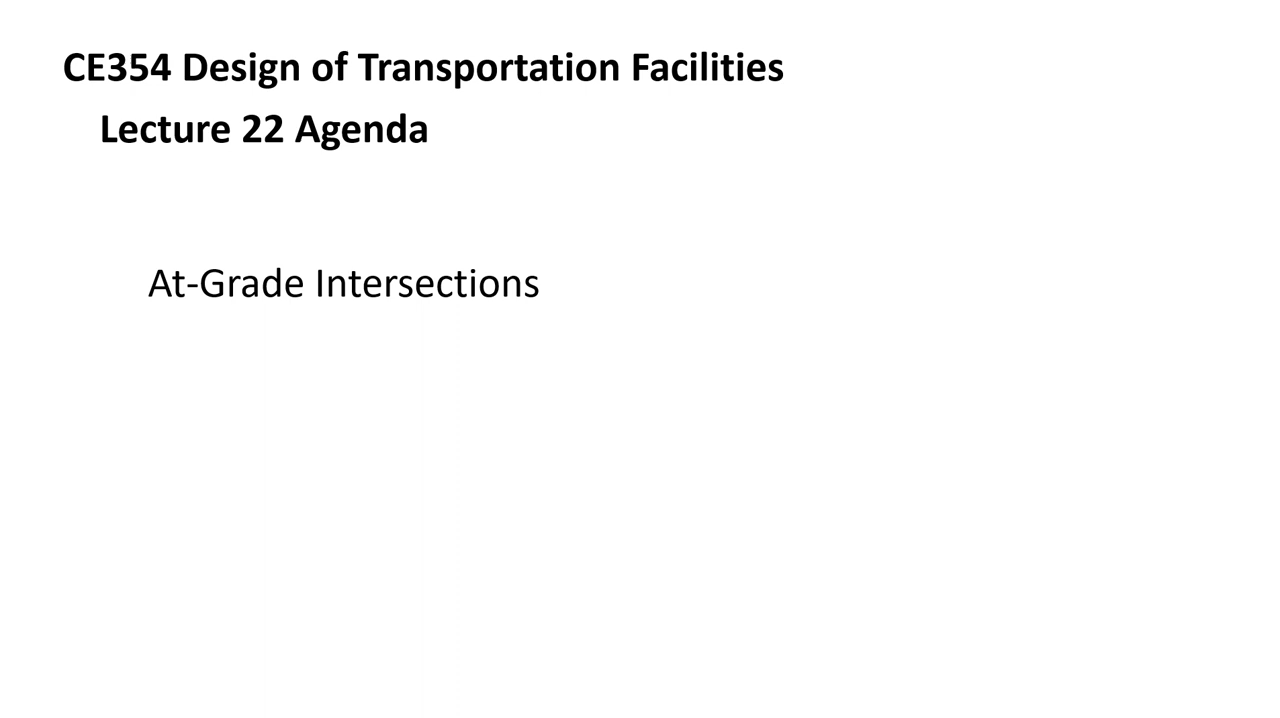 CE354 Design of Transportation Facilities
Lecture 22 Agenda
At-Grade Intersections